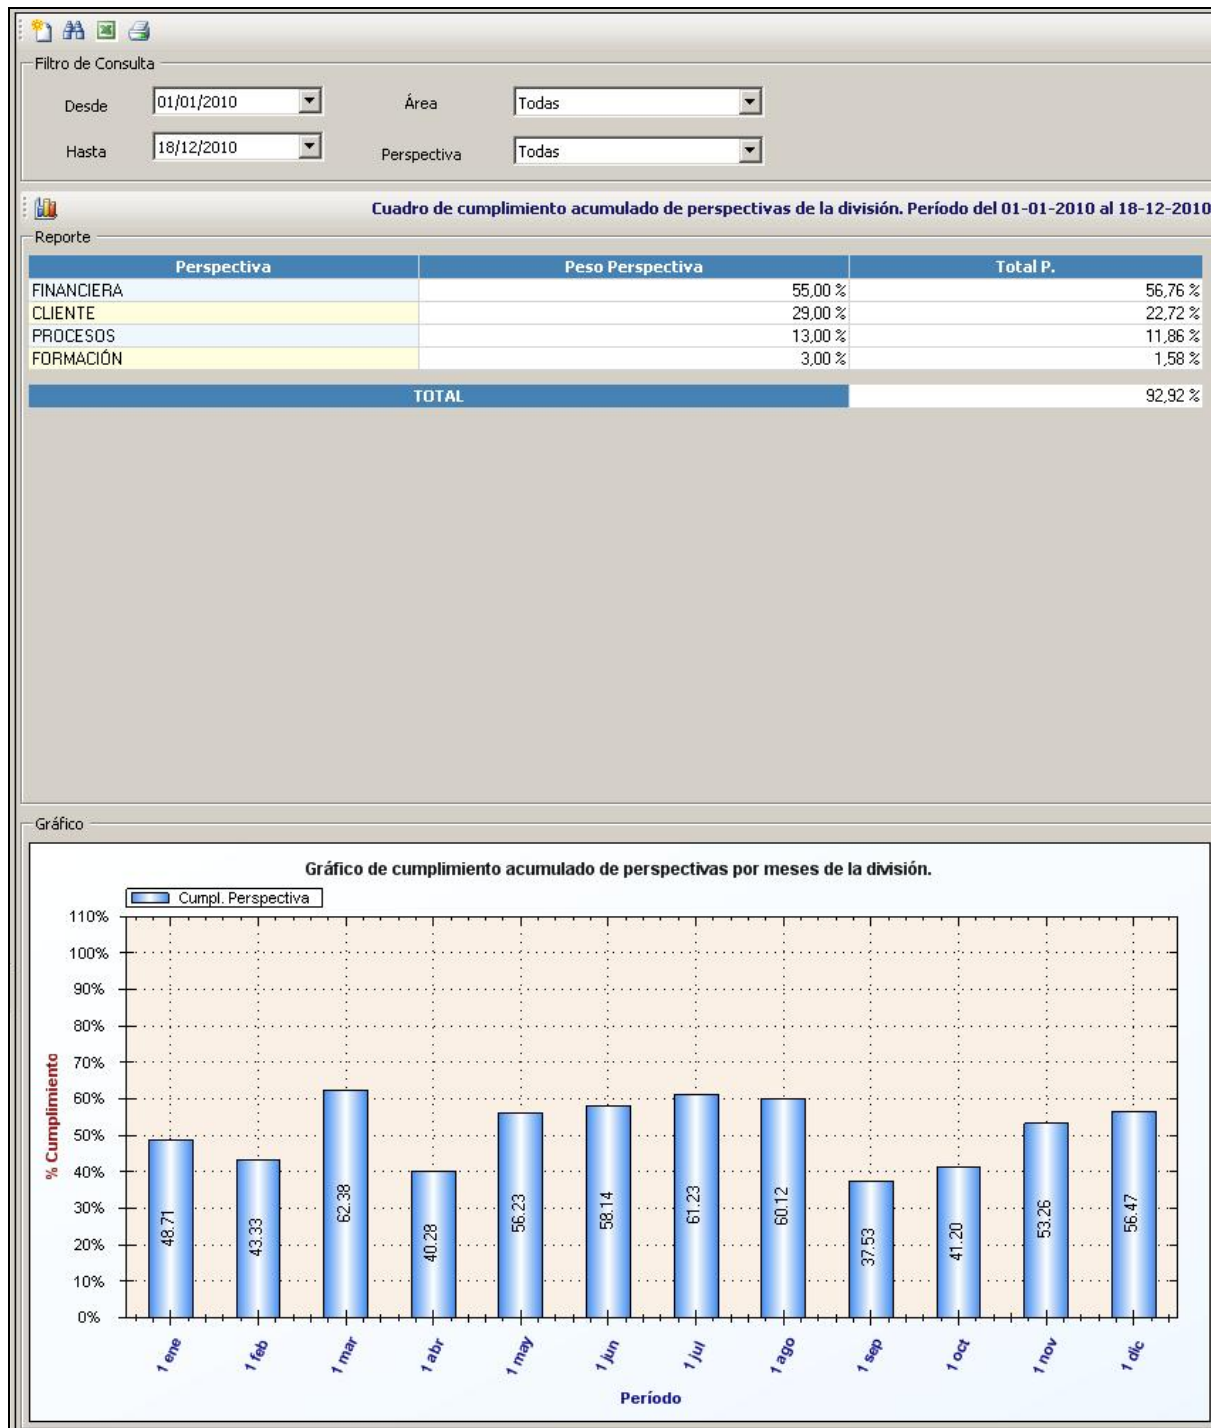 Filtro de Consulta
Desde 01/01/2010 Área Todas
Hasta 18/12/2010 Perspectiva Todas
Cuadro de cumplimiento acumulado de perspectivas de la división. Período del 01-01-2010 al 18-12-2010
Reporte
Perspectiva Peso Perspectiva Total P.
FINANCIERA 55,00 % 56,76 %
CLIENTE 29,00 % 22,72 %
PROCESOS 13,00 % 11,86 %
FORMACIÓN 3,00 % 1,58 %
TOTAL 92,92 %
Gráfico
Gráfico de cumplimiento acumulado de perspectivas por meses de la división.
Cumpl. Perspectiva
110%
100%
90%
80%
70%
60%
50%
40%
30%
20%
10%
0%
% Cumplimiento
48.71 43.33 62.38 40.28 56.23 58.14 61.23 60.12 37.53 41.20 53.26 56.47
1 ene 1 feb 1 mar 1 abr 1 may 1 jun 1 jul 1 ago 1 sep 1 oct 1 nov 1 dic
Período